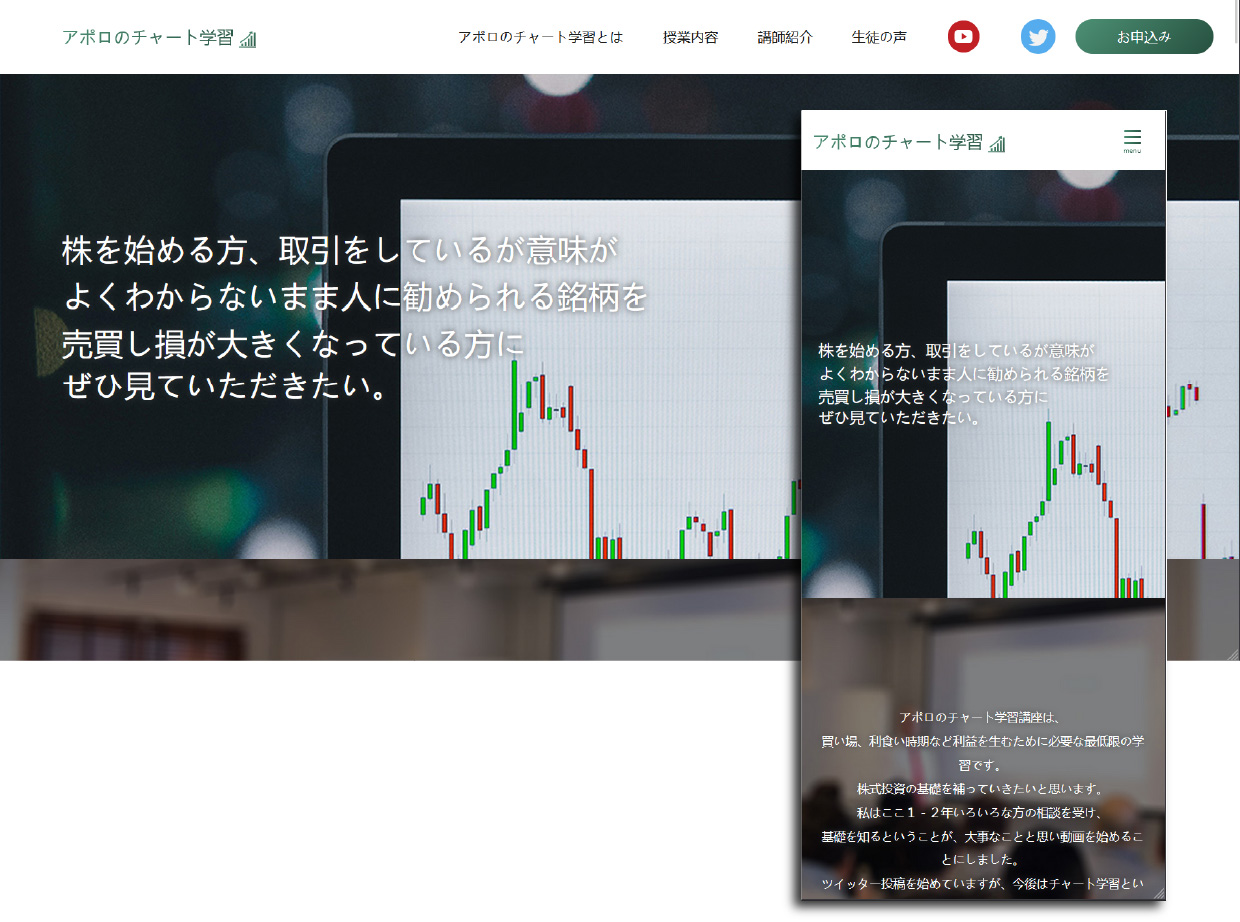 アポロのチャート学習
アポロのチャート学習とは
授業内容
講師紹介
生徒の声
お申込み
株を始める方、取引をしているが意味が
よくわからないまま人に勧められる銘柄を
売買し損が大きくなっている方に
ぜひ見ていただきたい。
アポロのチャート学習
menu
株を始める方、取引をしているが意味が
よくわからないまま人に勧められる銘柄を
売買し損が大きくなっている方に
ぜひ見ていただきたい。
アポロのチャート学習講座は、
買い場、利食い時期など利益を生むために必要な最低限の学
習です。
株式投資の基礎を補っていきたいと思います。
私はここ１‐２年いろいろな方の相談を受け、
基礎を知るということが、大事なことと思い動画を始めるこ
とにしました。
ツイッター投稿を始めていますが、今後はチャート学習とい